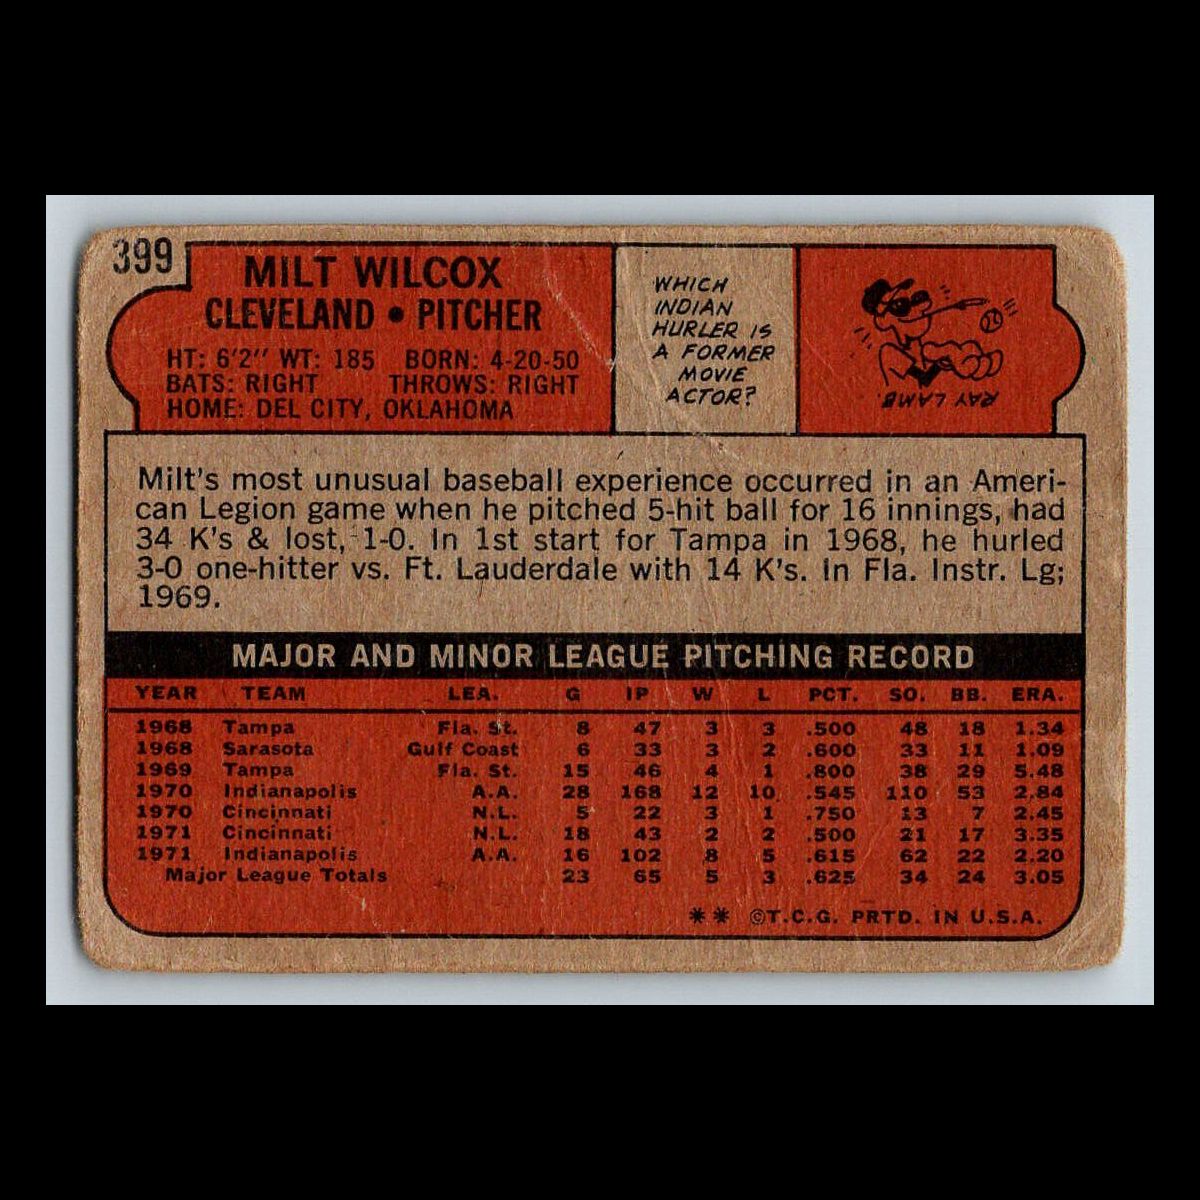 399
MILT WILCOX
CLEVELAND • PITCHER
HT: 6'2" WT: 185 BORN: 4-20-50
BATS: RIGHT THROWS: RIGHT
HOME: DEL CITY, OKLAHOMA
WHICH
INDIAN
HURLER IS
A FORMER
MOVIE
ACTOR?
RAY LAMB.
Milt's most unusual baseball experience occurred in an Ameri-
can Legion game when he pitched 5-hit ball for 16 innings, had
34 K's & lost, 1-0. In 1st start for Tampa in 1968, he hurled
3-0 one-hitter vs. Ft. Lauderdale with 14 K's. In Fla. Instr. Lg;
1969.
MAJOR AND MINOR LEAGUE PITCHING RECORD
YEAR TEAM LEA. G IP W L PCT. SO. BB. ERA.
1968 Tampa Fla. St. 8 47 3 3 .500 48 18 1.34
1968 Sarasota Gulf Coast 6 33 3 2 .600 33 11 1.09
1969 Tampa Fla. St. 15 46 4 1 .800 38 29 5.48
1970 Indianapolis A.A. 28 168 12 10 .545 110 53 2.84
1970 Cincinnati N.L. 5 22 3 1 .750 13 7 2.45
1971 Cincinnati N.L. 18 43 2 2 .500 21 17 3.35
1971 Indianapolis A.A. 16 102 8 5 .615 62 22 2.20
Major League Totals 23 65 5 3 .625 34 24 3.05
** ©T.C.G. PRTD. IN U.S.A.